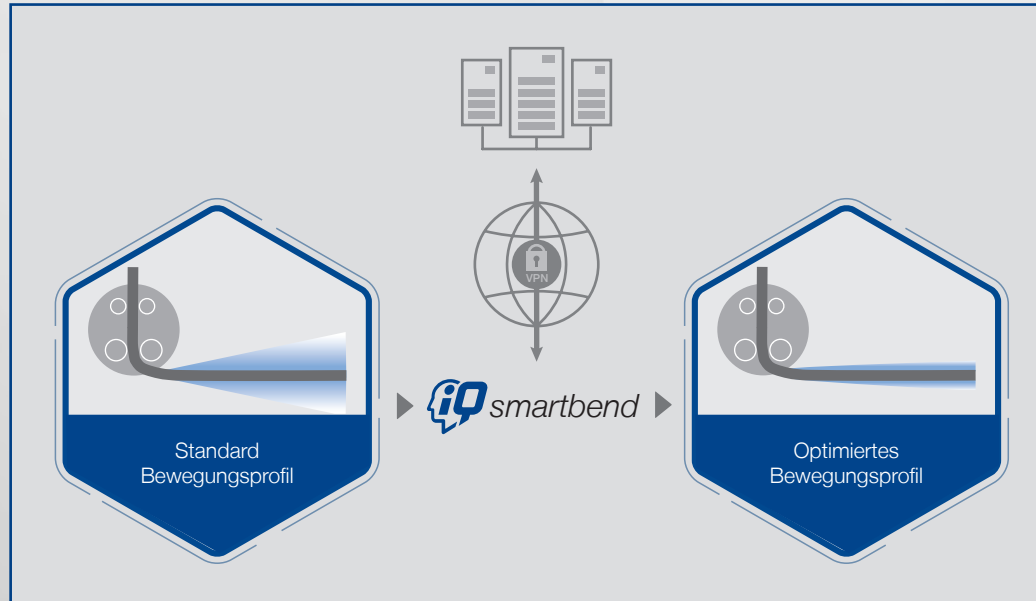 VPN
iQ smartbend
Standard
Bewegungsprofil
Optimiertes
Bewegungsprofil